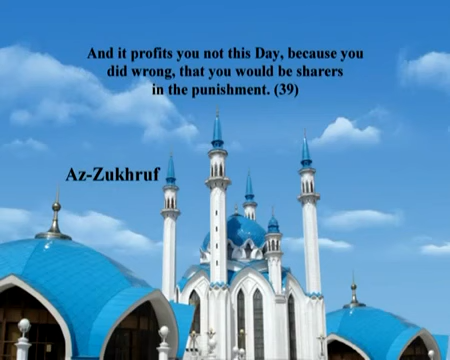 And it profits you not this Day, because you
did wrong, that you would be sharers
in the punishment. (39)
Az-Zukhruf